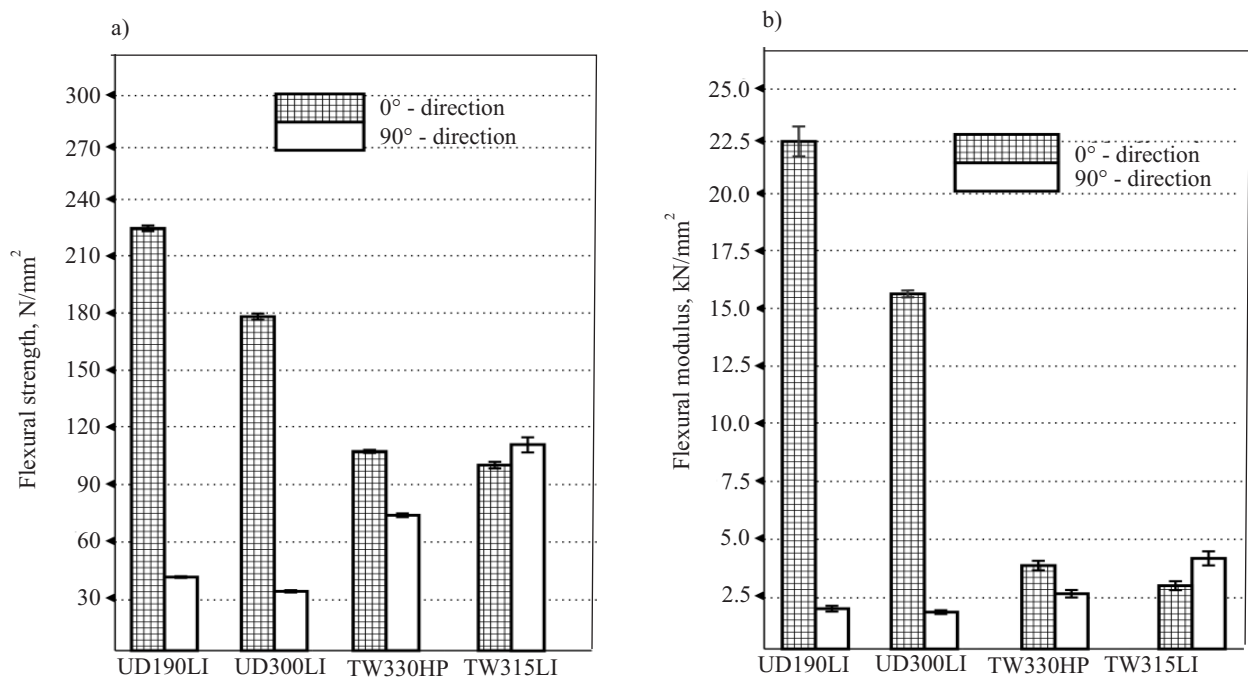 a)
300
270
240
210
180
150
120
90
60
30
Flexural strength, N/mm²
0° - direction
90° - direction
UD190LI
UD300LI
TW330HP
TW315LI
b)
25.0
22.5
20.0
17.5
15.0
12.5
10.0
7.5
5.0
2.5
Flexural modulus, kN/mm²
0° - direction
90° - direction
UD190LI
UD300LI
TW330HP
TW315LI